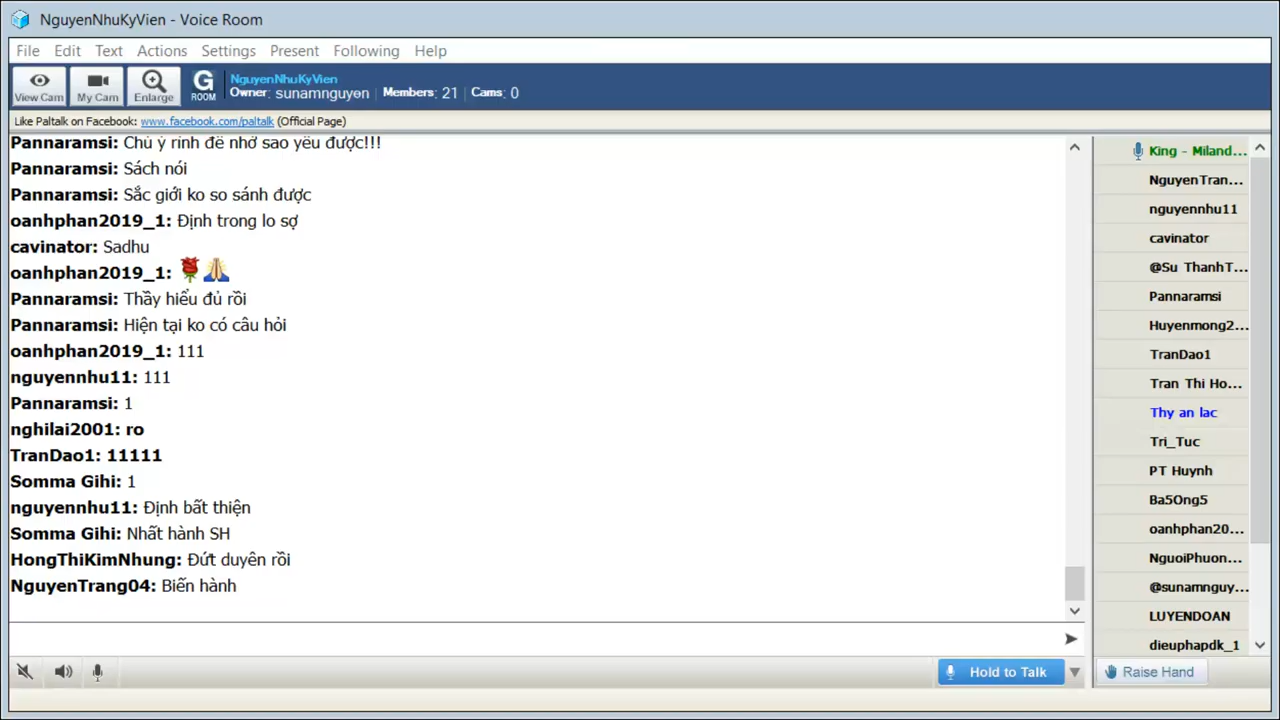 NguyenNhuKyVien - Voice Room
File Edit Text Actions Settings Present Following Help
View Cam
My Cam
Enlarge
G ROOM
NguyenNhuKyVien
Owner: sunamnguyen Members: 21 Cams: 0
Like Paltalk on Facebook: www.facebook.com/paltalk (Official Page)
Pannaramsi: Chú ý rình để nhớ sao yếu được!!!
Pannaramsi: Sách nói
Pannaramsi: Sắc giới ko so sánh được
oanhphan2019_1: Định trong lo sợ
cavinator: Sadhu
oanhphan2019_1: 🌹🙏
Pannaramsi: Thầy hiểu đủ rồi
Pannaramsi: Hiện tại ko có câu hỏi
oanhphan2019_1: 111
nguyennhu11: 111
Pannaramsi: 1
nghilai2001: ro
TranDao1: 11111
Somma Gihi: 1
nguyennhu11: Định bất thiện
Somma Gihi: Nhất hành SH
HongThiKimNhung: Đứt duyên rồi
NguyenTrang04: Biến hành
King - Miland...
NguyenTran...
nguyennhu11
cavinator
@Su ThanhT...
Pannaramsi
Huyenmong2...
TranDao1
Tran Thi Ho...
Thy an lac
Tri_Tuc
PT Huynh
Ba5Ong5
oanhphan20...
NguoiPhuon...
@sunamnguy...
LUYENDOAN
dieuphapdk_1
Hold to Talk
Raise Hand